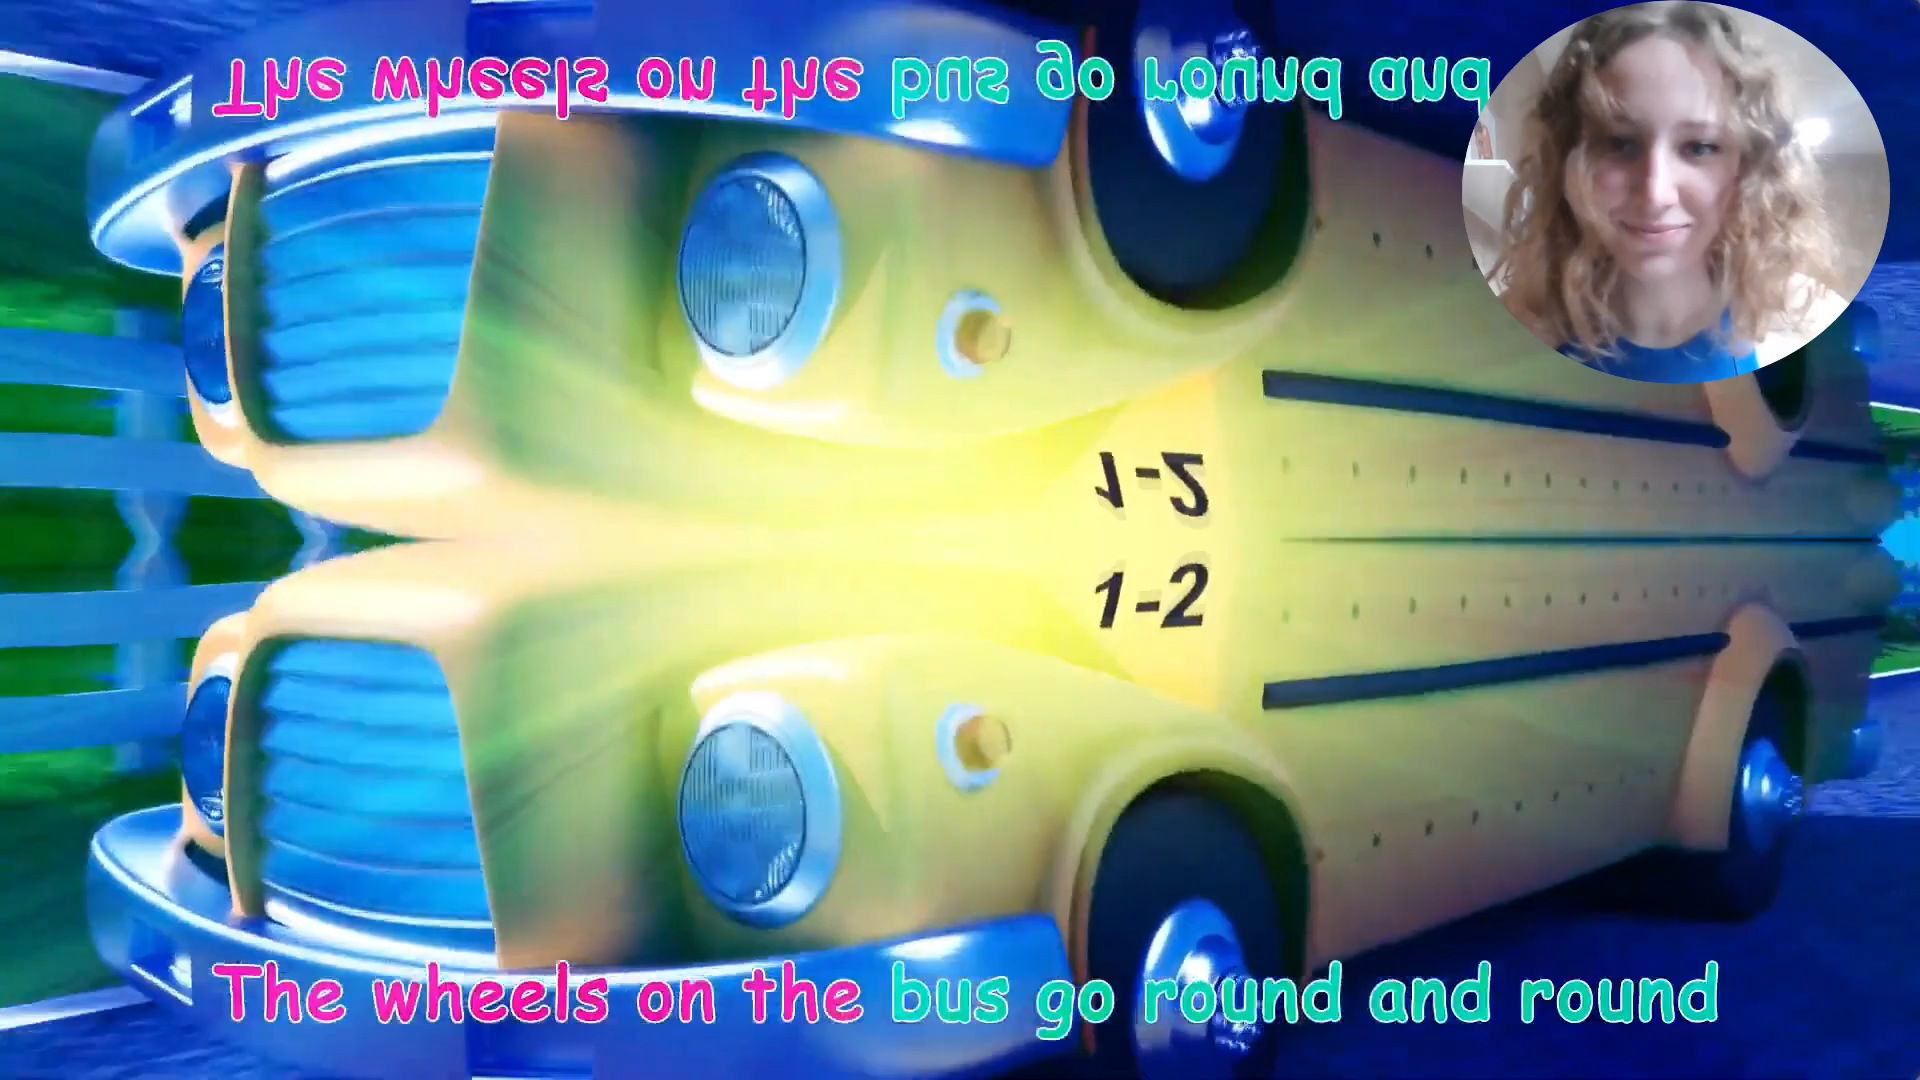 The wheels on the bus go round and
1-2
1-2
The wheels on the bus go round and round